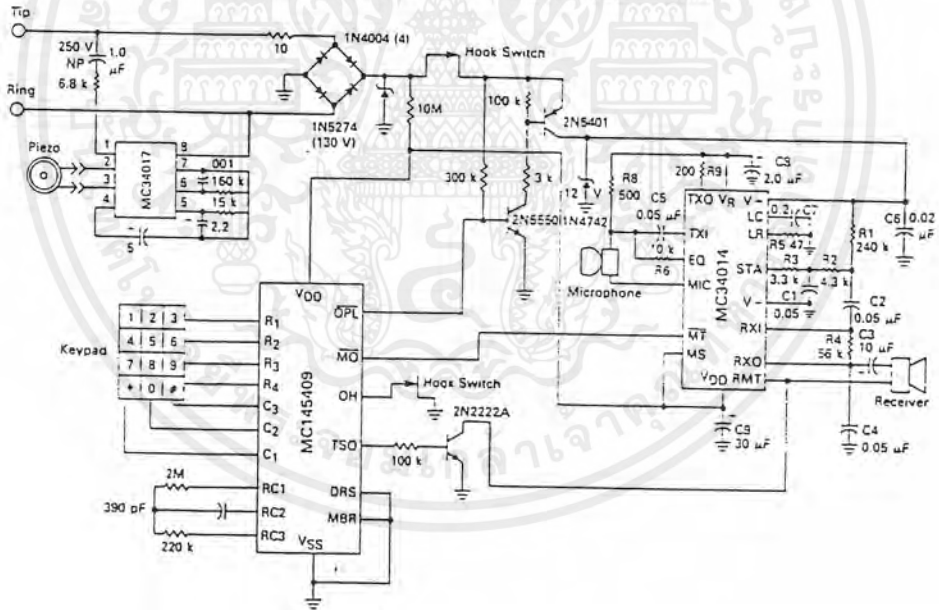 Tip
250 V
NP
1.0
µF
6.8 k
Ring
10
1N4004 (4)
Hook Switch
1N5274
(130 V)
10M
100 k
2N5401
Piezo
1
2
3
4
8
7
6
5
MC34017
.001
160 k
15 k
2.2
5
300 k
3 k
12 V
2N5550
1N4742
R8
500
C5
0.05 µF
10 k
R6
Microphone
200
R9
2.0 µF
TXO
VR
V-
LC
0.2
C7
LR
R5 47
TXI
EQ
MIC
MC34014
STA
R3
3.3 k
R2
4.3 k
V-
C1
0.05
R1
240 k
C6
0.02
µF
C2
0.05 µF
RXI
R4
56 k
C3
10 µF
RXO
MT
MS
VDD
RMT
Receiver
C9
30 µF
C4
0.05 µF
VDD
OPL
MO
OH
Hook Switch
TSO
100 k
2N2222A
DRS
MBR
VSS
MC145409
Keypad
1 2 3
4 5 6
7 8 9
* 0 #
R1
R2
R3
R4
C3
C2
C1
RC1
RC2
RC3
2M
390 pF
220 k